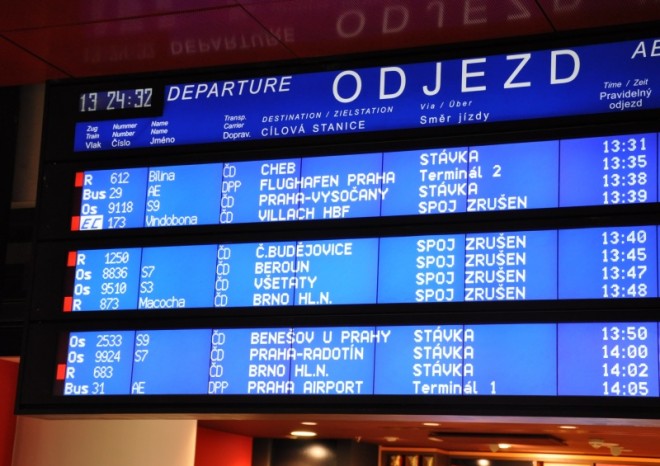 DEPARTURE ODJEZD
13 24:32 DEPARTURE ODJEZD AB
Zug Nummer Name Transp. DESTINATION / ZIELSTATION Via / Über Time / Zeit
Train Number Name Carrier CÍLOVÁ STANICE Směr jízdy Pravidelný
Vlak Číslo Jméno Doprav. odjezd
R 612 Bílina ČD CHEB STÁVKA 13:31
Bus 29 AE DPP FLUGHAFEN PRAHA Terminál 2 13:35
Os 9118 S9 ČD PRAHA-VYSOČANY STÁVKA 13:38
EC 173 Vindobona ČD VILLACH HBF SPOJ ZRUŠEN 13:39
R 1250 ČD Č.BUDĚJOVICE SPOJ ZRUŠEN 13:40
Os 8836 S7 ČD BEROUN SPOJ ZRUŠEN 13:45
Os 9510 S3 ČD VŠETATY SPOJ ZRUŠEN 13:47
R 873 Macocha ČD BRNO HL.N. SPOJ ZRUŠEN 13:48
Os 2533 S9 ČD BENEŠOV U PRAHY STÁVKA 13:50
Os 9924 S7 ČD PRAHA-RADOTÍN STÁVKA 14:00
R 683 ČD BRNO HL.N. STÁVKA 14:02
Bus 31 AE DPP PRAHA AIRPORT Terminál 1 14:05